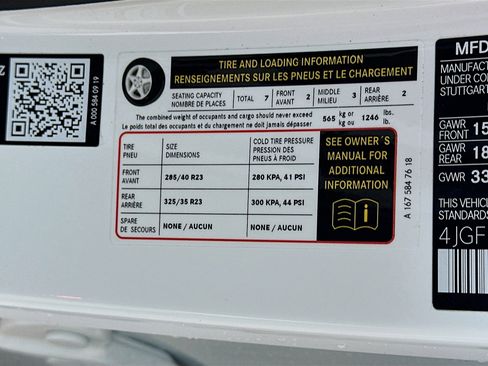 Z
A 000 584 09 19
TIRE AND LOADING INFORMATION
RENSEIGNEMENTS SUR LES PNEUS ET LE CHARGEMENT
SEATING CAPACITY
NOMBRE DE PLACES
TOTAL 7
FRONT
AVANT 2
MIDDLE
MILIEU 3
REAR
ARRIÈRE 2
The combined weight of occupants and cargo should never exceed
Le poids total des occupants et du chargement ne doit jamais dépasser
565 kg or
kg ou
1246 lbs.
lb.
TIRE
PNEU
SIZE
DIMENSIONS
COLD TIRE PRESSURE
PRESSION DES
PNEUS À FROID
FRONT
AVANT
285/40 R23
280 KPA, 41 PSI
REAR
ARRIÈRE
325/35 R23
300 KPA, 44 PSI
SPARE
DE SECOURS
NONE / AUCUN
NONE / AUCUN
SEE OWNER´S
MANUAL FOR
ADDITIONAL
INFORMATION
A 167 584 76 18
MFD
MANUFACT
UNDER CO
STUTTGART
GAWR
FRONT 15
GAWR
REAR 18
GVWR 33
THIS VEHICL
STANDARDS
4JGF